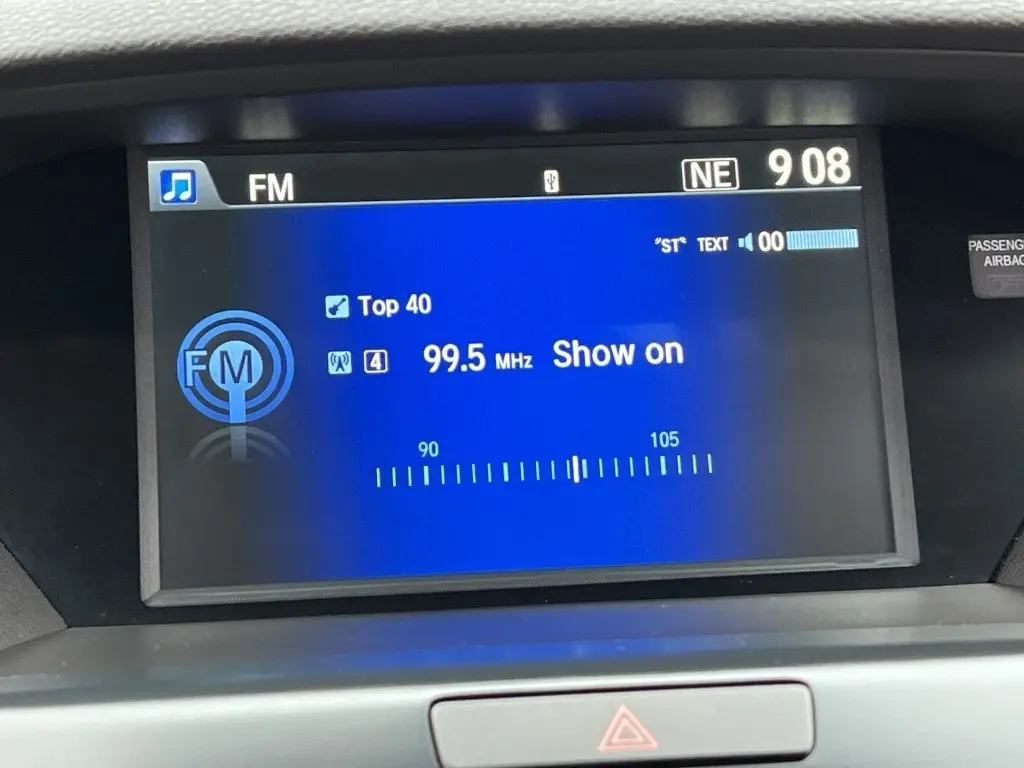 FM NE 9 08
"ST" TEXT 00
Top 40
FM
4 99.5 MHz Show on
90 105
PASSENG
AIRBAG
OFF